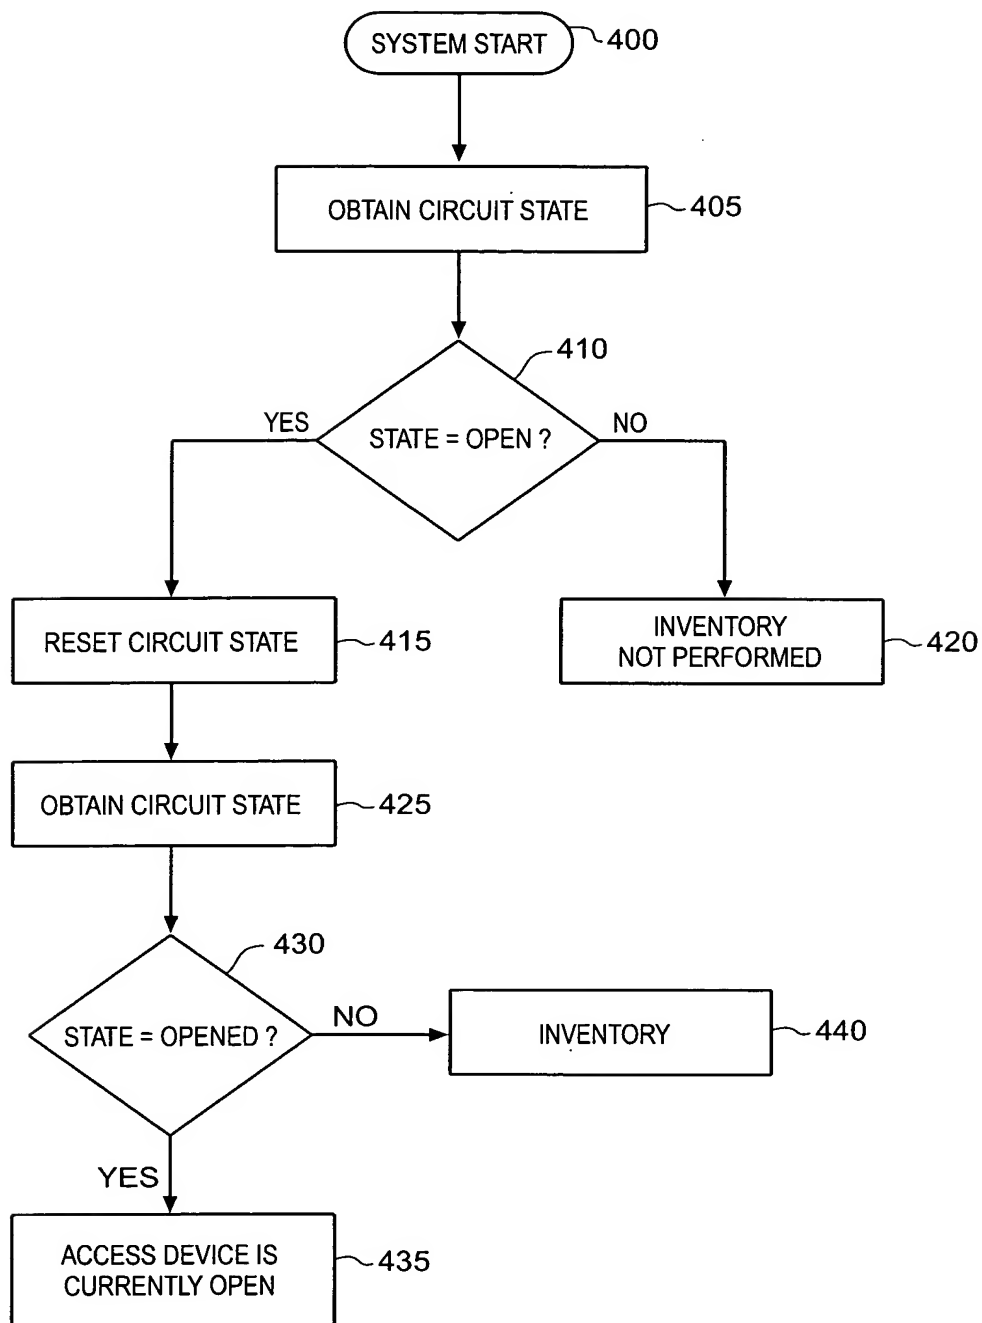 SYSTEM START
400
OBTAIN CIRCUIT STATE
405
410
YES
STATE = OPEN ?
NO
RESET CIRCUIT STATE
415
INVENTORY
NOT PERFORMED
420
OBTAIN CIRCUIT STATE
425
430
STATE = OPENED ?
NO
INVENTORY
440
YES
ACCESS DEVICE IS
CURRENTLY OPEN
435